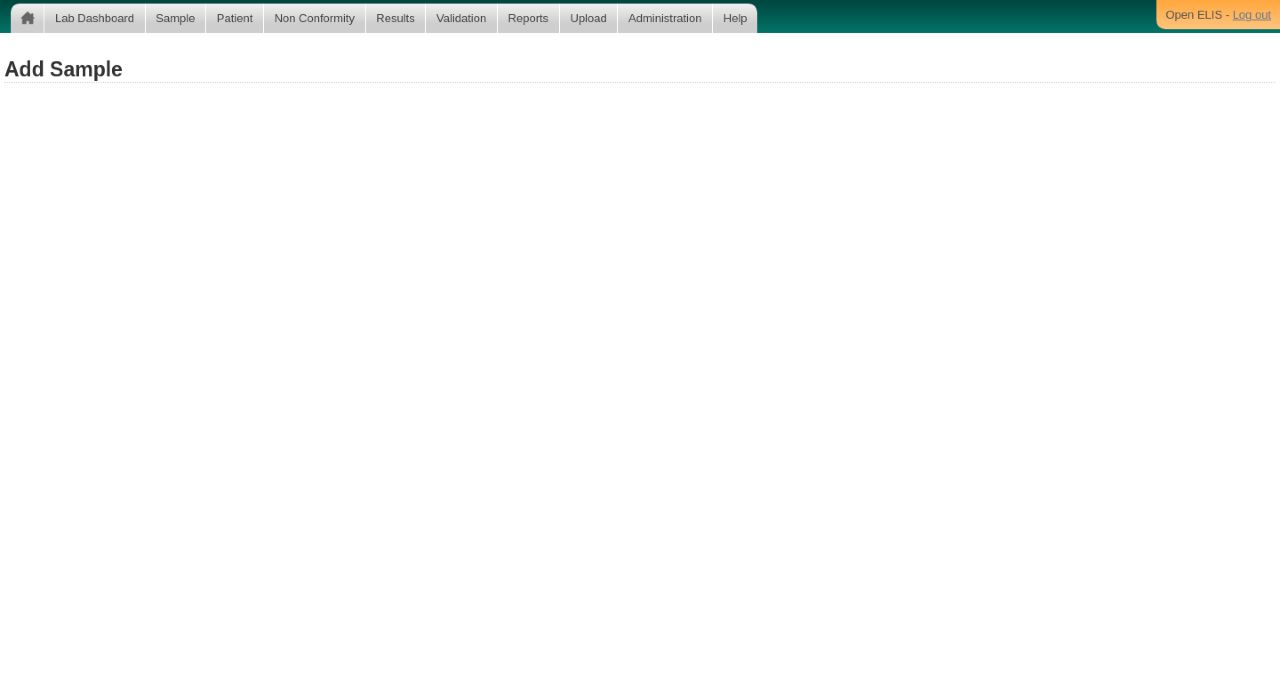 Lab Dashboard Sample Patient Non Conformity Results Validation Reports Upload Administration Help
Open ELIS - Log out
Add Sample